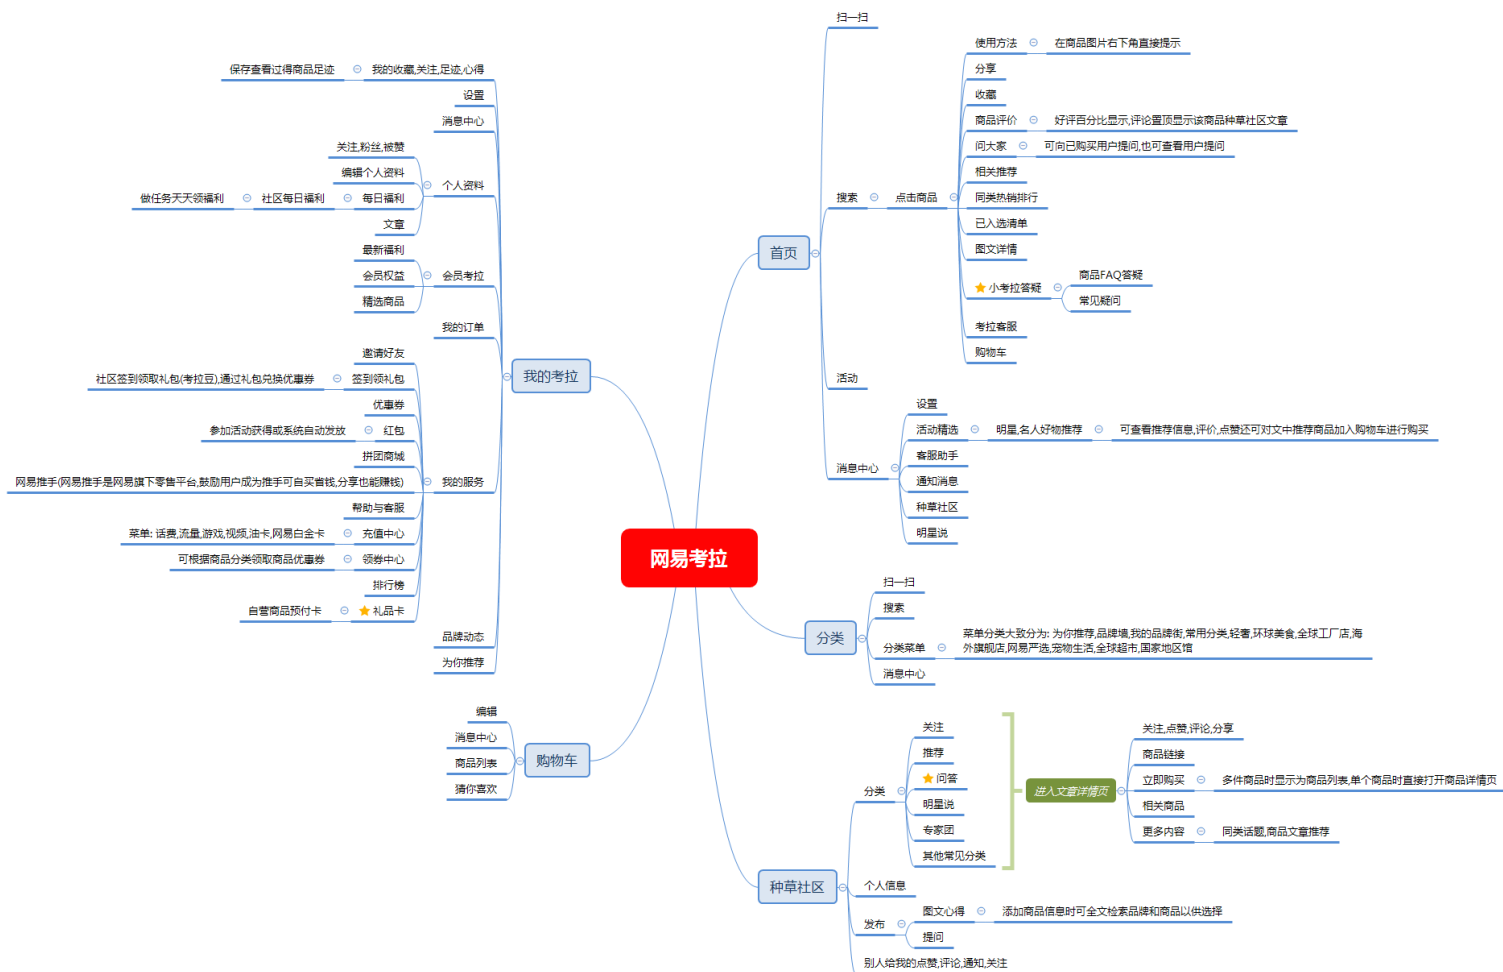 网易考拉
首页
扫一扫
搜索
点击商品
使用方法
在商品图片右下角直接提示
分享
收藏
商品评价
好评百分比显示,评论置顶显示该商品种草社区文章
问大家
可向已购买用户提问,也可查看用户提问
相关推荐
同类热销排行
已入选清单
图文详情
小考拉答疑
商品FAQ答疑
常见疑问
考拉客服
购物车
活动
消息中心
设置
活动精选
明星,名人好物推荐
可查看推荐信息,评价,点赞还可对文中推荐商品加入购物车进行购买
客服助手
通知消息
种草社区
明星说
分类
扫一扫
搜索
分类菜单
菜单分类大致分为: 为你推荐,品牌墙,我的品牌街,常用分类,轻奢,环球美食,全球工厂店,海
外旗舰店,网易严选,宠物生活,全球超市,国家地区馆
消息中心
种草社区
分类
关注
推荐
问答
明星说
专家团
其他常见分类
进入文章详情页
关注,点赞,评论,分享
商品链接
立即购买
多件商品时显示为商品列表,单个商品时直接打开商品详情页
相关商品
更多内容
同类话题,商品文章推荐
个人信息
发布
图文心得
添加商品信息时可全文检素品牌和商品以供选择
提问
别人给我的点赞,评论,通知,关注
我的考拉
我的收藏,关注,足迹,心得
保存查看过得商品足迹
设置
消息中心
个人资料
关注,粉丝,被赞
编辑个人资料
每日福利
社区每日福利
做任务天天领福利
文章
会员考拉
最新福利
会员权益
精选商品
我的订单
我的服务
邀请好友
签到领礼包
社区签到领取礼包(考拉豆),通过礼包兑换优惠券
优惠券
红包
参加活动获得或系统自动发放
拼团商城
网易推手(网易推手是网易旗下零售平台,鼓励用户成为推手可自买省钱,分享也能赚钱)
帮助与客服
充值中心
菜单: 话费,流量,游戏,视频,油卡,网易白金卡
领券中心
可根据商品分类领取商品优惠券
排行榜
礼品卡
自营商品预付卡
品牌动态
为你推荐
购物车
编辑
消息中心
商品列表
猜你喜欢